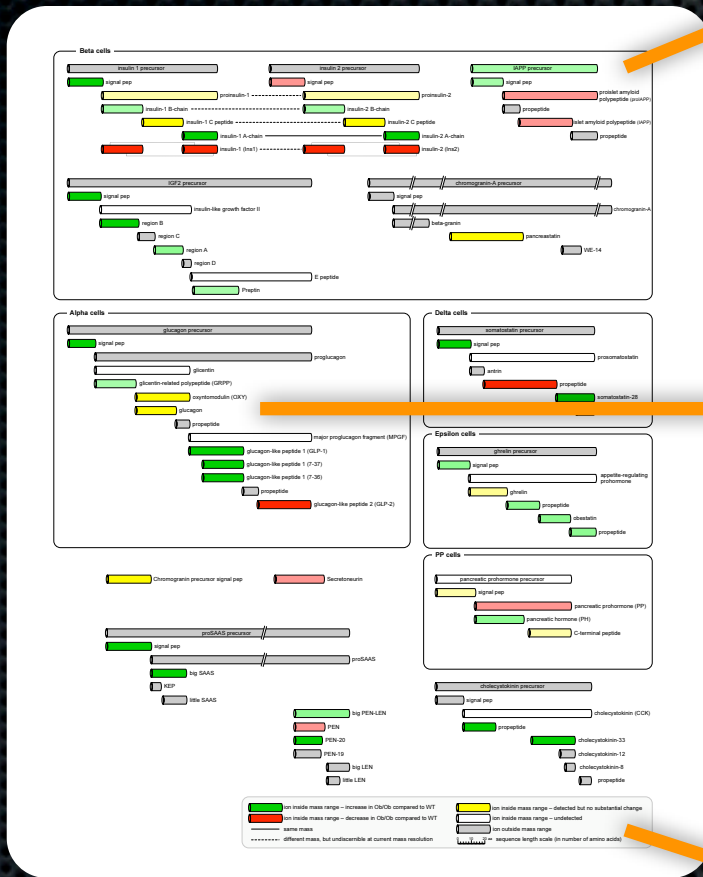 Beta cells
insulin 1 precursor
insulin 2 precursor
IAPP precursor
signal pep
signal pep
signal pep
proinsulin-1
proinsulin-2
proislet amyloid
polypeptide (proIAPP)
insulin-1 B-chain
insulin-2 B-chain
propeptide
insulin-1 C peptide
insulin-2 C peptide
islet amyloid polypeptide (IAPP)
insulin-1 A-chain
insulin-2 A-chain
propeptide
insulin-1 (Ins1)
insulin-2 (Ins2)
IGF2 precursor
chromogranin-A precursor
signal pep
signal pep
insulin-like growth factor II
chromogranin-A
region B
beta-granin
region C
pancreastatin
region A
WE-14
region D
E peptide
Preptin
Alpha cells
glucagon precursor
signal pep
proglucagon
glicentin
glicentin-related polypeptide (GRPP)
oxyntomodulin (OXY)
glucagon
propeptide
major proglucagon fragment (MPGF)
glucagon-like peptide 1 (GLP-1)
glucagon-like peptide 1 (7-37)
glucagon-like peptide 1 (7-36)
propeptide
glucagon-like peptide 2 (GLP-2)
Delta cells
somatostatin precursor
signal pep
prosomatostatin
antrin
propeptide
somatostatin-28
Epsilon cells
ghrelin precursor
signal pep
appetite-regulating
prohormone
ghrelin
propeptide
obestatin
propeptide
PP cells
pancreatic prohormone precursor
signal pep
pancreatic prohormone (PP)
pancreatic hormone (PH)
C-terminal peptide
Chromogranin precursor signal pep
Secretoneurin
proSAAS precursor
signal pep
proSAAS
big SAAS
KEP
little SAAS
big PEN-LEN
PEN
PEN-20
PEN-19
big LEN
little LEN
cholecystokinin precursor
signal pep
cholecystokinin (CCK)
propeptide
cholecystokinin-33
cholecystokinin-12
cholecystokinin-8
propeptide
ion inside mass range – increase in Ob/Ob compared to WT
ion inside mass range – detected but no substantial change
ion inside mass range – decrease in Ob/Ob compared to WT
ion inside mass range – undetected
same mass
ion outside mass range
different mass, but undiscernible at current mass resolution
sequence length scale (in number of amino acids)